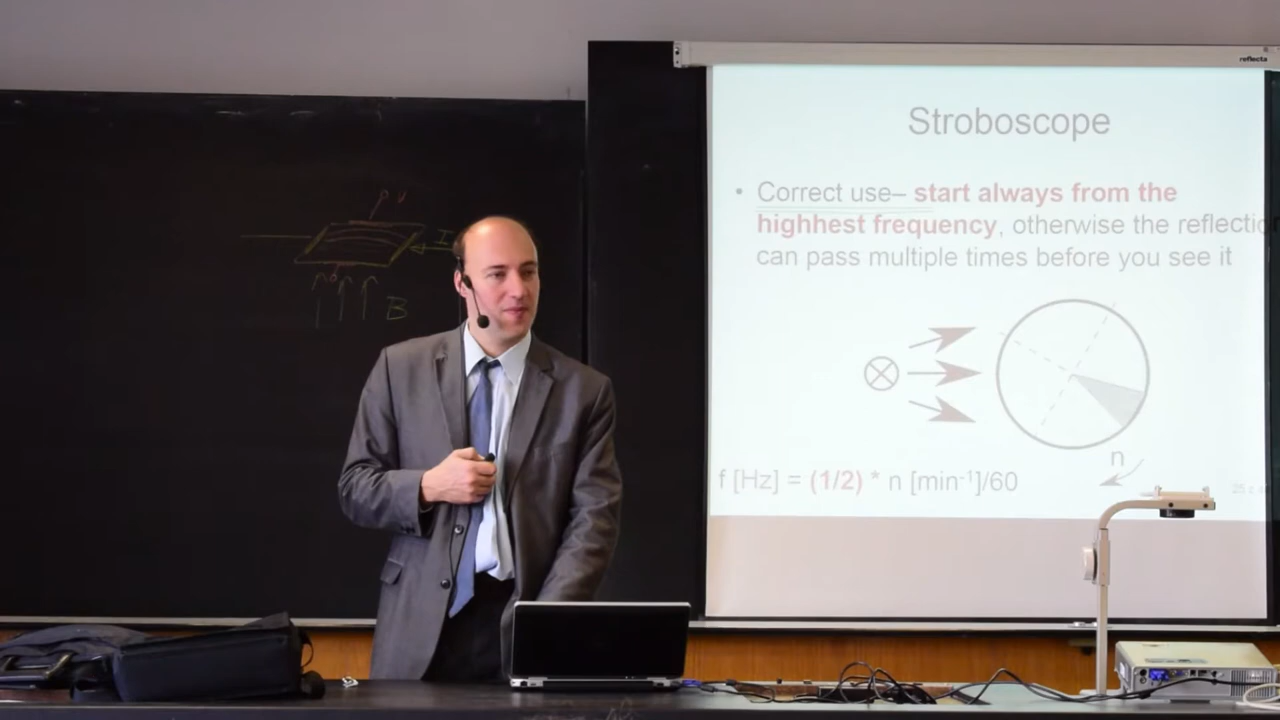 reflecta
Stroboscope
• Correct use– start always from the
highhest frequency, otherwise the reflectio
can pass multiple times before you see it
n
f [Hz] = (1/2) * n [min⁻¹]/60
I
B